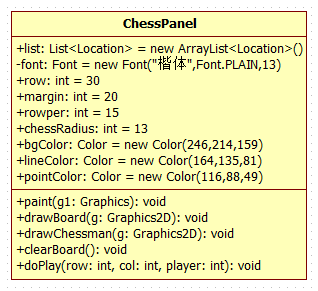 ChessPanel
+list: List<Location> = new ArrayList<Location>()
-font: Font = new Font("楷体",Font.PLAIN,13)
+row: int = 30
+margin: int = 20
+rowper: int = 15
+chessRadius: int = 13
+bgColor: Color = new Color(246,214,159)
+lineColor: Color = new Color(164,135,81)
+pointColor: Color = new Color(116,88,49)
+paint(g1: Graphics): void
+drawBoard(g: Graphics2D): void
+drawChessman(g: Graphics2D): void
+clearBoard(): void
+doPlay(row: int, col: int, player: int): void